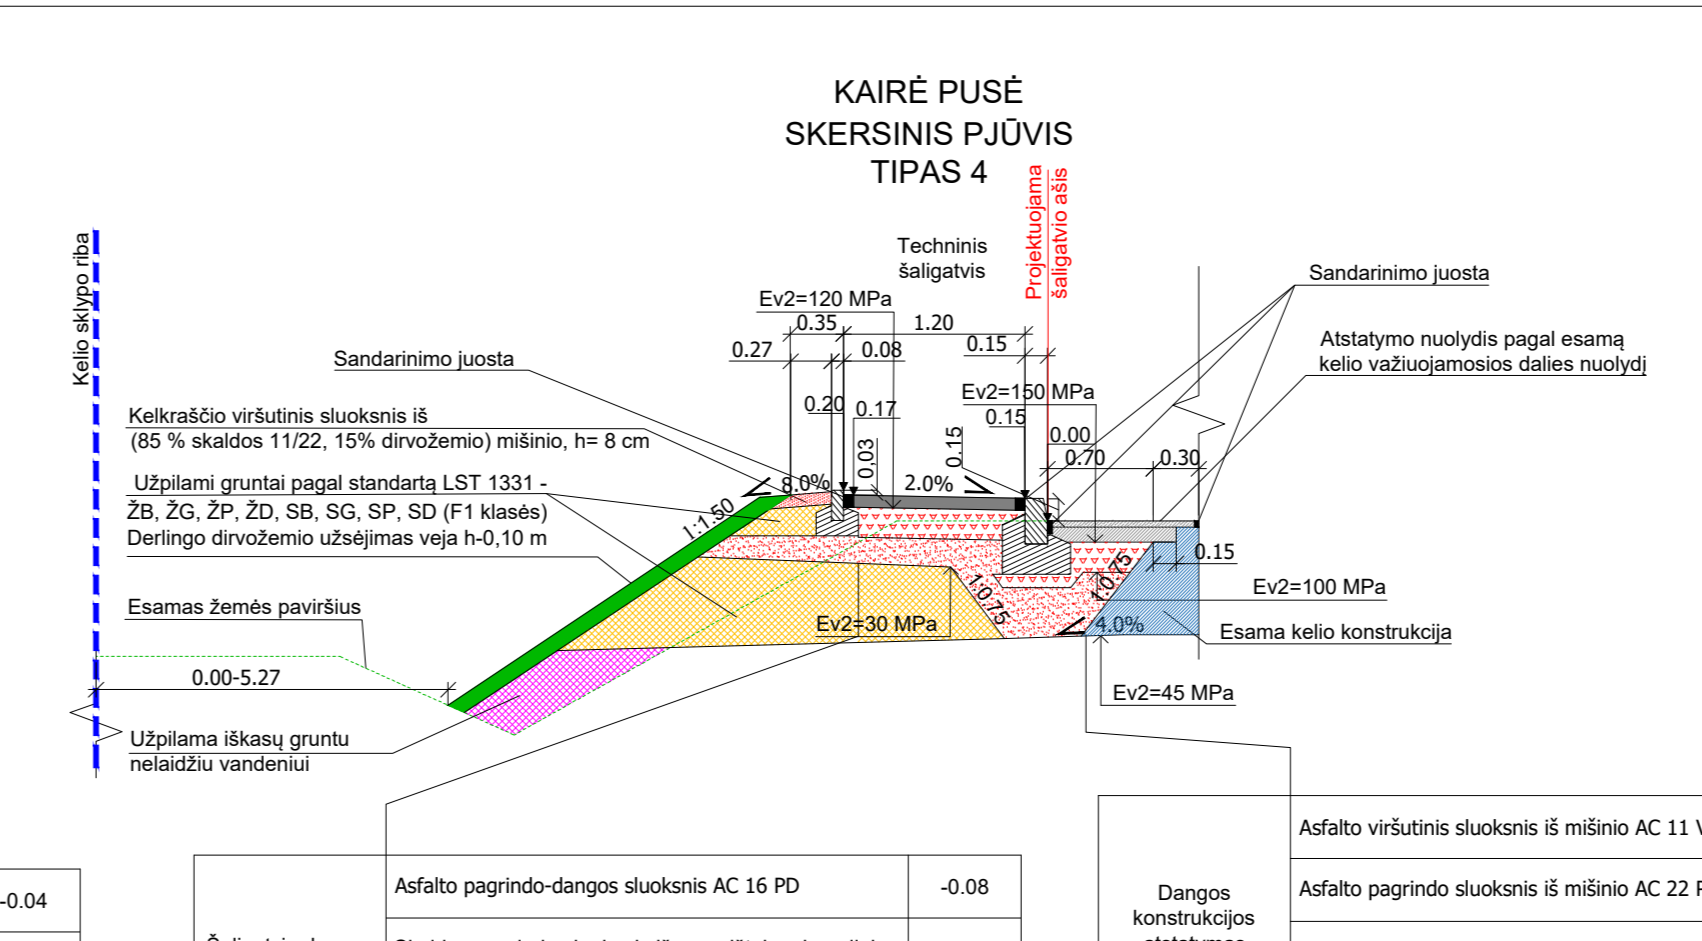 KAIRĖ PUSĖ
SKERSINIS PJŪVIS
TIPAS 4
Kelio sklypo riba
Techninis
šaligatvis
Projektuojama
šaligatvio ašis
Sandarinimo juosta
Ev2=120 MPa
0.35
1.20
0.27
0.08
0.15
Sandarinimo juosta
Atstatymo nuolydis pagal esamą
kelio važiuojamosios dalies nuolydį
Ev2=150 MPa
Kelkraščio viršutinis sluoksnis iš
(85 % skaldos 11/22, 15% dirvožemio) mišinio, h= 8 cm
0.20
0.17
0.15
0.15
0,03
0.00
0.70
0.30
Užpilami gruntai pagal standartą LST 1331 -
ŽB, ŽG, ŽP, ŽD, SB, SG, SP, SD (F1 klasės)
Derlingo dirvožemio užsėjimas veja h-0,10 m
8.0%
2.0%
1:1.50
0.15
1:0.75
1:0.75
Ev2=100 MPa
Esamas žemės paviršius
Ev2=30 MPa
4.0%
Esama kelio konstrukcija
0.00-5.27
Ev2=45 MPa
Užpilama iškasų gruntu
nelaidžiu vandeniui
Asfalto viršutinis sluoksnis iš mišinio AC 11 V
-0.04
Asfalto pagrindo-dangos sluoksnis AC 16 PD
-0.08
Dangos
konstrukcijos
Asfalto pagrindo sluoksnis iš mišinio AC 22 P